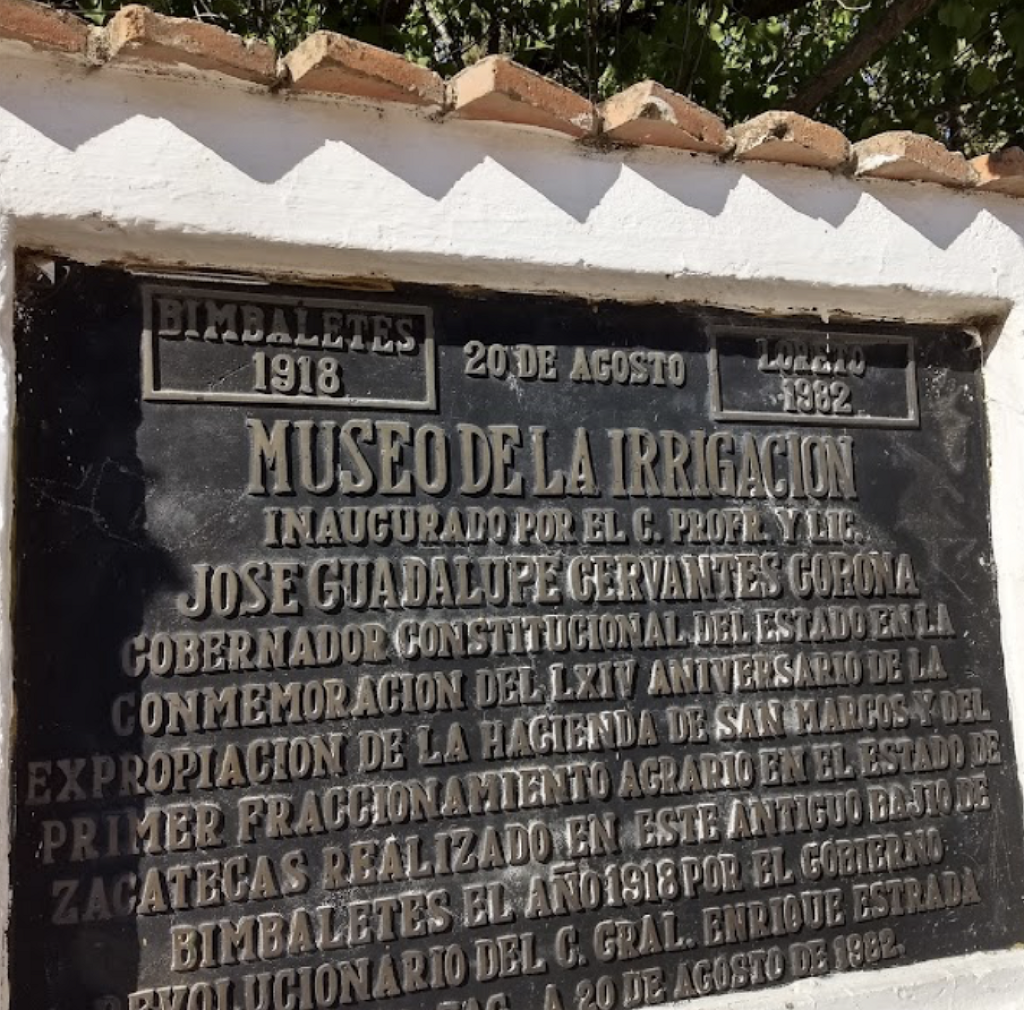 BIMBALETES
1918
20 DE AGOSTO
LORETO
1982
MUSEO DE LA IRRIGACION
INAUGURADO POR EL C. PROFR. Y LIC.
JOSE GUADALUPE CERVANTES CORONA
GOBERNADOR CONSTITUCIONAL DEL ESTADO EN LA
CONMEMORACION DEL LXIV ANIVERSARIO DE LA
EXPROPIACION DE LA HACIENDA DE SAN MARCOS Y DEL
PRIMER FRACCIONAMIENTO AGRARIO EN EL ESTADO DE
ZACATECAS REALIZADO EN ESTE ANTIGUO BAJIO DE
BIMBALETES EL AÑO 1918 POR EL GOBIERNO
REVOLUCIONARIO DEL C. GRAL. ENRIQUE ESTRADA
ZAC. A 20 DE AGOSTO DE 1982.